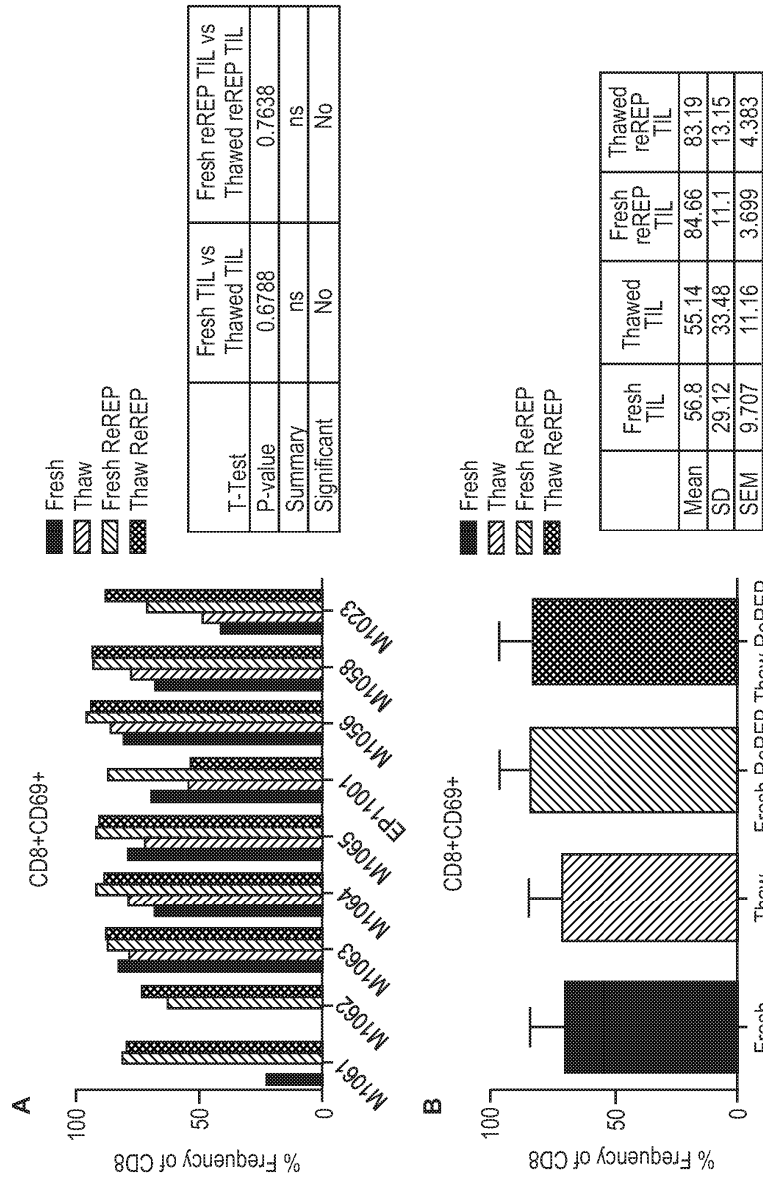 A
CD8+CD69+
% Frequency of CD8
100
50
0
M1061
M1062
M1063
M1064
M1065
EP11001
M1056
M1058
M1023
Fresh
Thaw
Fresh ReREP
Thaw ReREP
T-Test Fresh TIL vs Thawed TIL Fresh reREP TIL vs Thawed reREP TIL
P-value 0.6788 0.7638
Summary ns ns
Significant No No
B
CD8+CD69+
% Frequency of CD8
100
50
0
Fresh Thaw Fresh ReREP Thaw ReREP
Fresh
Thaw
Fresh ReREP
Thaw ReREP
Fresh TIL Thawed TIL Fresh reREP TIL Thawed reREP TIL
Mean 56.8 55.14 84.66 83.19
SD 29.12 33.48 11.1 13.15
SEM 9.707 11.16 3.699 4.383